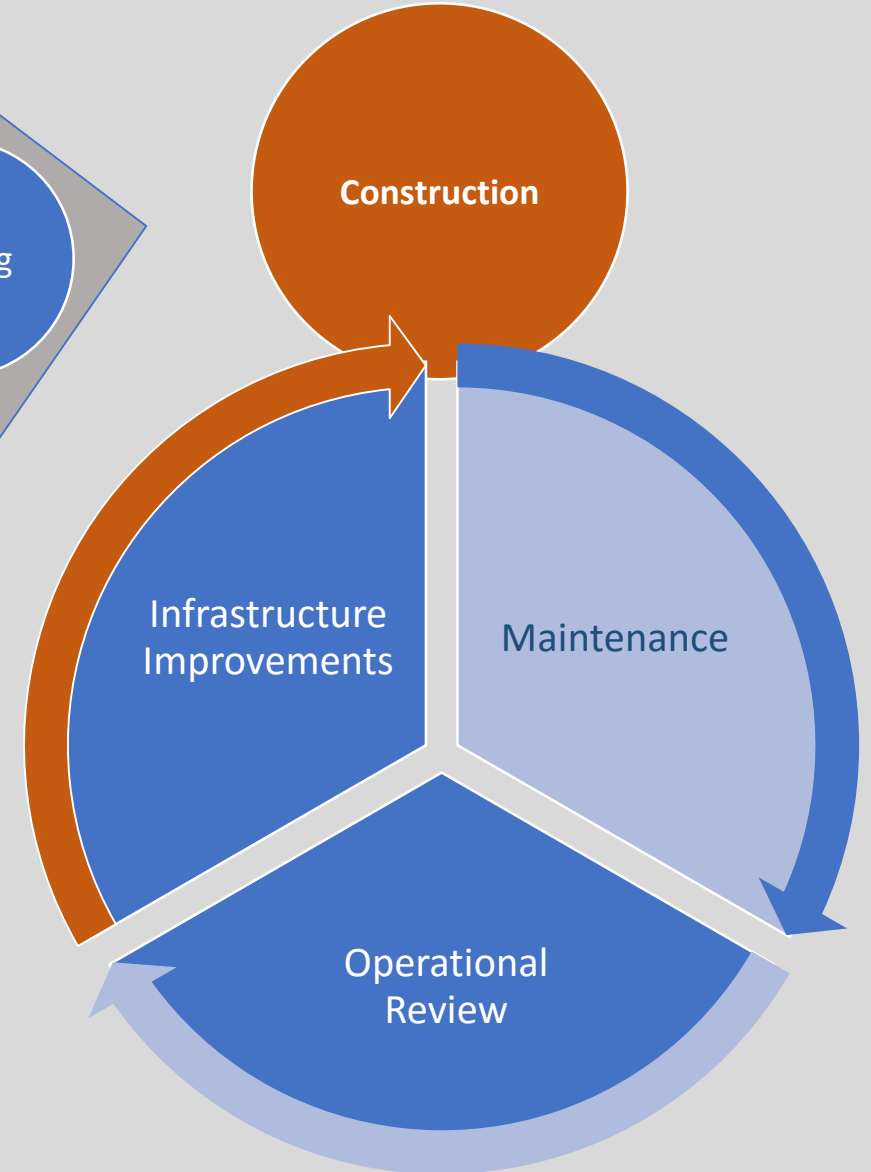 Construction
Infrastructure
Improvements
Maintenance
Operational
Review